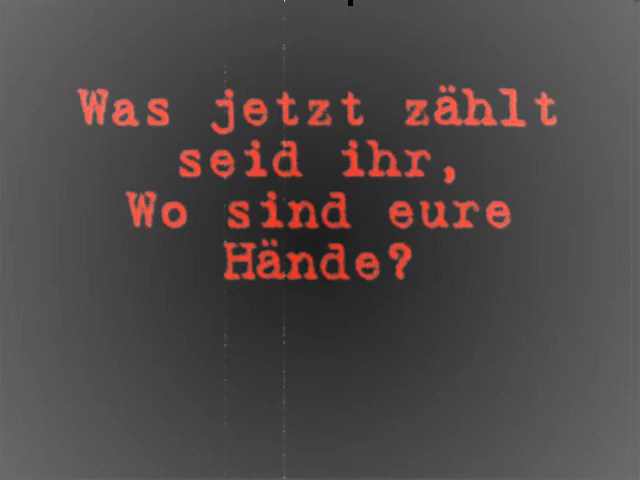 Was jetzt zählt
seid ihr,
Wo sind eure
Hände?